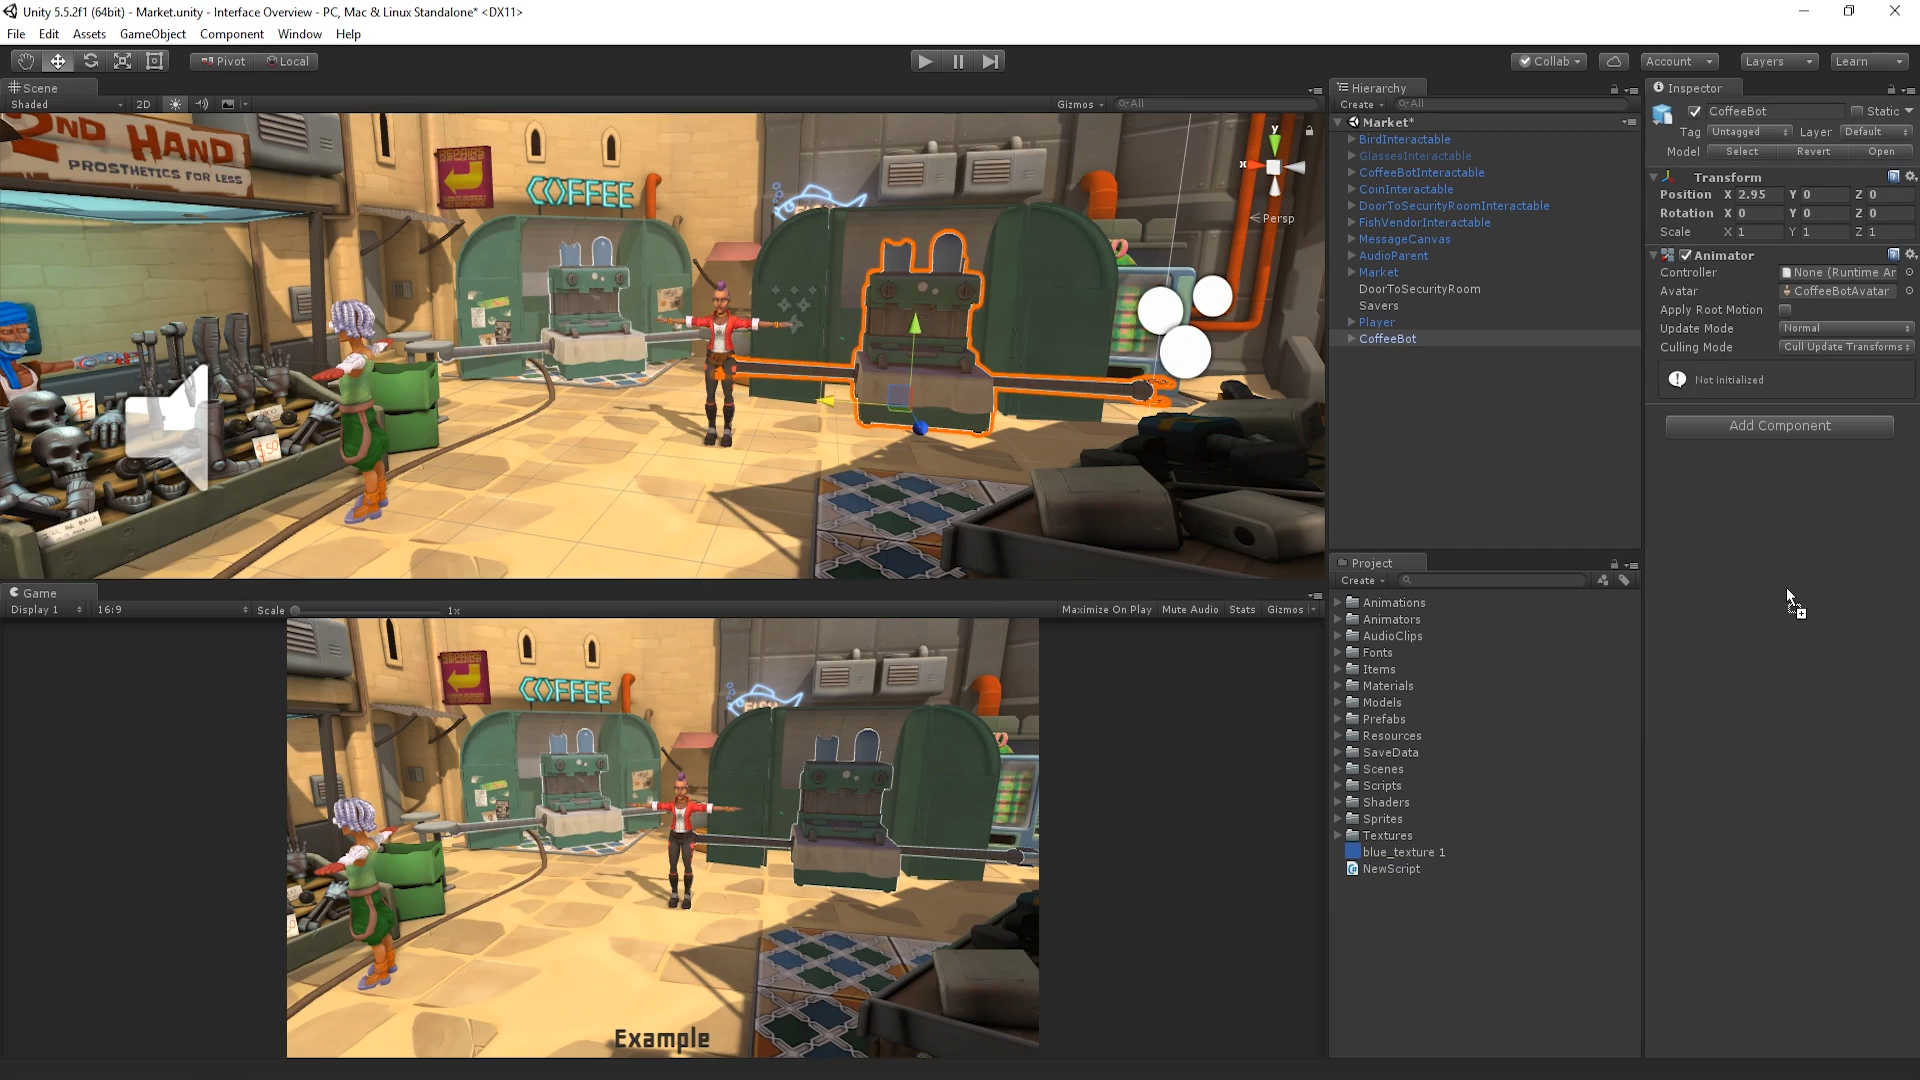 Unity 5.5.2f1 (64bit) - Market.unity - Interface Overview - PC, Mac & Linux Standalone* <DX11>
File Edit Assets GameObject Component Window Help
Pivot Local
Collab Account Layers Learn
Scene
Shaded 2D Gizmos All
2ND HAND
PROSTHETICS FOR LESS
REPAIRS
NO REFUNDS
COFFEE
FISH
y
x
Persp
$50
Game
Display 1 16:9 Scale 1x Maximize On Play Mute Audio Stats Gizmos
COFFEE
FISH
Example
Hierarchy
Create All
Market*
BirdInteractable
GlassesInteractable
CoffeeBotInteractable
CoinInteractable
DoorToSecurityRoomInteractable
FishVendorInteractable
MessageCanvas
AudioParent
Market
DoorToSecurityRoom
Savers
Player
CoffeeBot
Project
Create
Animations
Animators
AudioClips
Fonts
Items
Materials
Models
Prefabs
Resources
SaveData
Scenes
Scripts
Shaders
Sprites
Textures
blue_texture 1
NewScript
Inspector
CoffeeBot Static
Tag Untagged Layer Default
Model Select Revert Open
Transform
Position X 2.95 Y 0 Z 0
Rotation X 0 Y 0 Z 0
Scale X 1 Y 1 Z 1
Animator
Controller None (Runtime Ar
Avatar CoffeeBotAvatar
Apply Root Motion
Update Mode Normal
Culling Mode Cull Update Transforms
Not initialized
Add Component